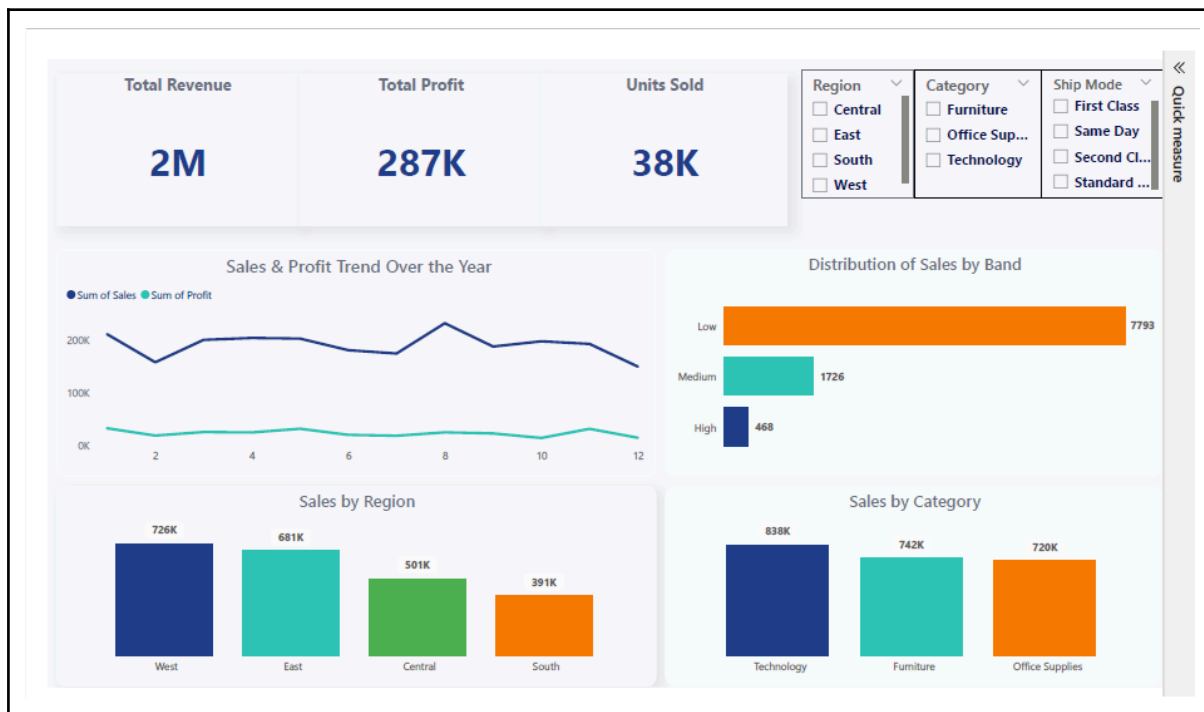 Total Revenue
2M
Total Profit
287K
Units Sold
38K
Region
Central
East
South
West
Category
Furniture
Office Sup...
Technology
Ship Mode
First Class
Same Day
Second Cl...
Standard ...
Quick measure
Sales & Profit Trend Over the Year
Sum of Sales Sum of Profit
200K
100K
0K
2 4 6 8 10 12
Distribution of Sales by Band
Low 7793
Medium 1726
High 468
Sales by Region
726K 681K 501K 391K
West East Central South
Sales by Category
838K 742K 720K
Technology Furniture Office Supplies